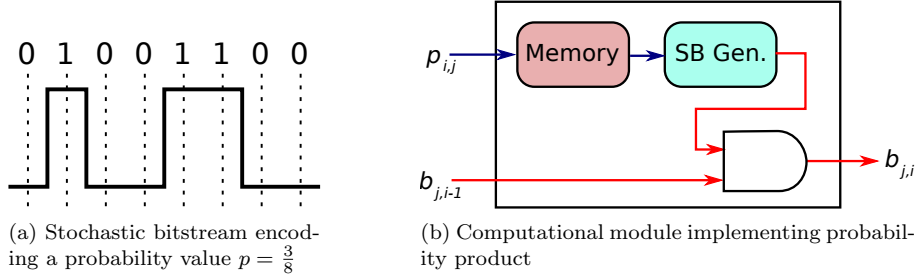 0 1 0 0 1 1 0 0
(a) Stochastic bitstream encod-
ing a probability value $p = \frac{3}{8}$
p_{i,j}
Memory
SB Gen.
b_{j,i-1}
b_{j,i}
(b) Computational module implementing probabil-
ity product